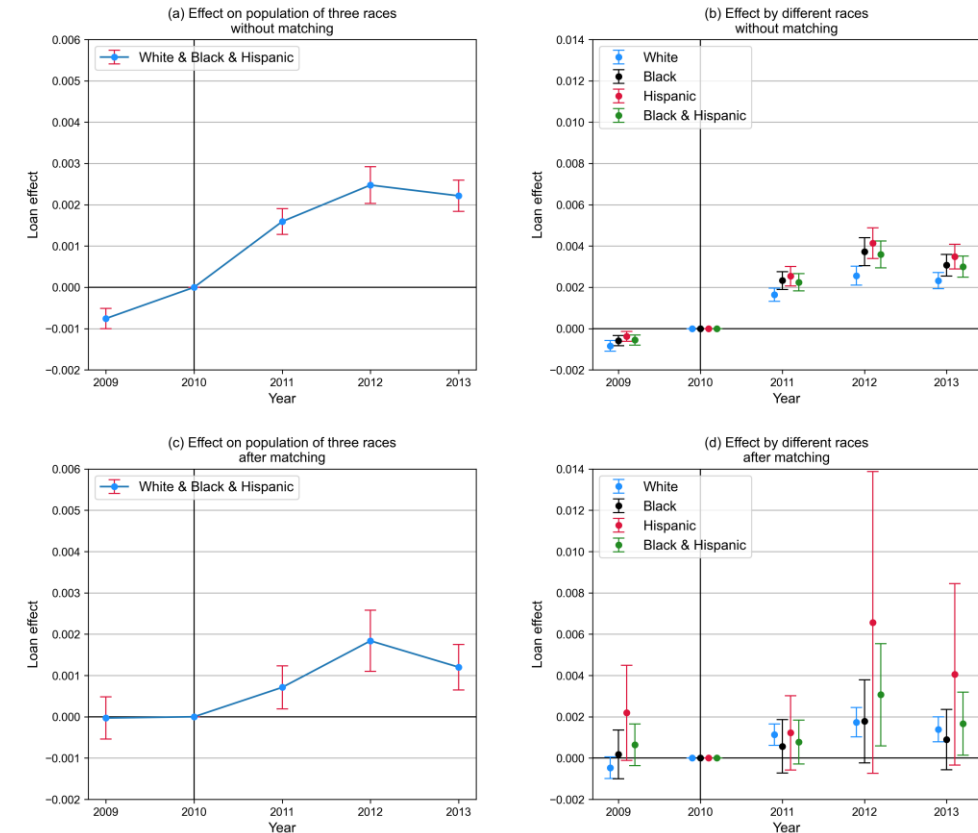 (a) Effect on population of three races
without matching
0.006
0.005
0.004
0.003
0.002
0.001
0.000
−0.001
−0.002
Loan effect
White & Black & Hispanic
2009
2010
2011
2012
2013
Year
(b) Effect by different races
without matching
0.014
0.012
0.010
0.008
0.006
0.004
0.002
0.000
−0.002
Loan effect
White
Black
Hispanic
Black & Hispanic
2009
2010
2011
2012
2013
Year
(c) Effect on population of three races
after matching
0.006
0.005
0.004
0.003
0.002
0.001
0.000
−0.001
−0.002
Loan effect
White & Black & Hispanic
2009
2010
2011
2012
2013
Year
(d) Effect by different races
after matching
0.014
0.012
0.010
0.008
0.006
0.004
0.002
0.000
−0.002
Loan effect
White
Black
Hispanic
Black & Hispanic
2009
2010
2011
2012
2013
Year